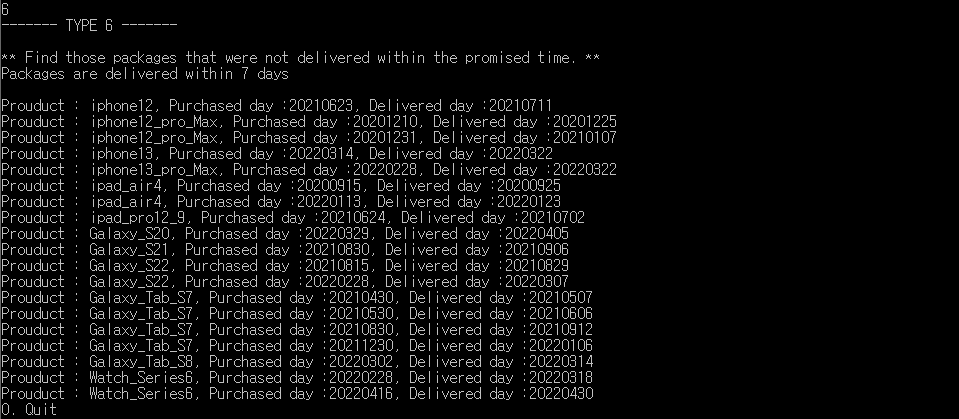 6
------- TYPE 6 -------
** Find those packages that were not delivered within the promised time. **
Packages are delivered within 7 days
Prouduct : iphone12, Purchased day :20210623, Delivered day :20210711
Prouduct : iphone12_pro_Max, Purchased day :20201210, Delivered day :20201225
Prouduct : iphone12_pro_Max, Purchased day :20201231, Delivered day :20210107
Prouduct : iphone13, Purchased day :20220314, Delivered day :20220322
Prouduct : iphone13_pro_Max, Purchased day :20220228, Delivered day :20220322
Prouduct : ipad_air4, Purchased day :20200915, Delivered day :20200925
Prouduct : ipad_air4, Purchased day :20220113, Delivered day :20220123
Prouduct : ipad_pro12_9, Purchased day :20210624, Delivered day :20210702
Prouduct : Galaxy_S20, Purchased day :20220329, Delivered day :20220405
Prouduct : Galaxy_S21, Purchased day :20210830, Delivered day :20210906
Prouduct : Galaxy_S22, Purchased day :20210815, Delivered day :20210829
Prouduct : Galaxy_S22, Purchased day :20220228, Delivered day :20220307
Prouduct : Galaxy_Tab_S7, Purchased day :20210430, Delivered day :20210507
Prouduct : Galaxy_Tab_S7, Purchased day :20210530, Delivered day :20210606
Prouduct : Galaxy_Tab_S7, Purchased day :20210830, Delivered day :20210912
Prouduct : Galaxy_Tab_S7, Purchased day :20211230, Delivered day :20220106
Prouduct : Galaxy_Tab_S8, Purchased day :20220302, Delivered day :20220314
Prouduct : Watch_Series6, Purchased day :20220228, Delivered day :20220318
Prouduct : Watch_Series6, Purchased day :20220416, Delivered day :20220430
0. Quit